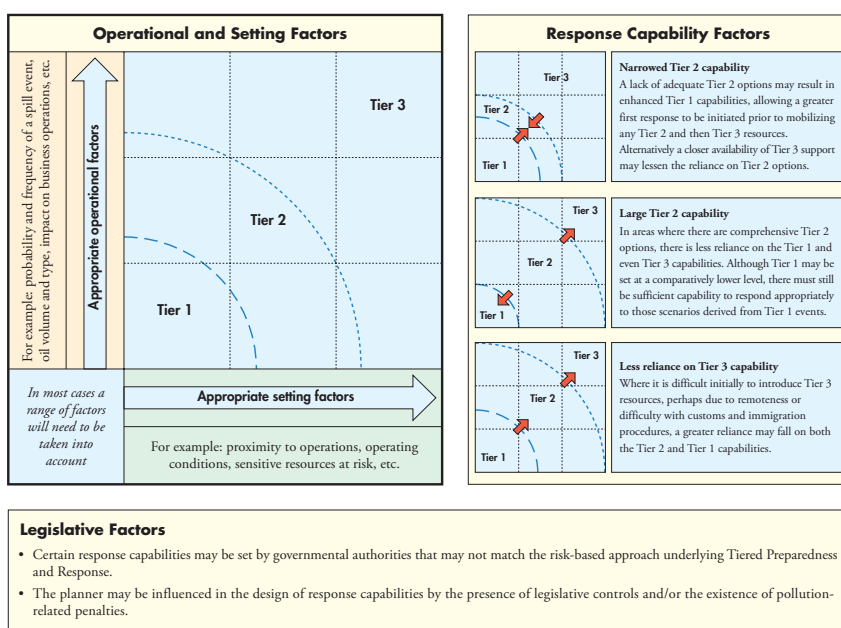 Operational and Setting Factors
For example: probability and frequency of a spill event,
oil volume and type, impact on business operations, etc.
Appropriate operational factors
Tier 3
Tier 2
Tier 1
In most cases a
range of factors
will need to be
taken into
account
Appropriate setting factors
For example: proximity to operations, operating
conditions, sensitive resources at risk, etc.
Response Capability Factors
Tier 3
Tier 2
Tier 1
Narrowed Tier 2 capability
A lack of adequate Tier 2 options may result in
enhanced Tier 1 capabilities, allowing a greater
first response to be initiated prior to mobilizing
any Tier 2 and then Tier 3 resources.
Alternatively a closer availability of Tier 3 support
may lessen the reliance on Tier 2 options.
Tier 3
Tier 2
Tier 1
Large Tier 2 capability
In areas where there are comprehensive Tier 2
options, there is less reliance on the Tier 1 and
even Tier 3 capabilities. Although Tier 1 may be
set at a comparatively lower level, there must still
be sufficient capability to respond appropriately
to those scenarios derived from Tier 1 events.
Tier 3
Tier 2
Tier 1
Less reliance on Tier 3 capability
Where it is difficult initially to introduce Tier 3
resources, perhaps due to remoteness or
difficulty with customs and immigration
procedures, a greater reliance may fall on both
the Tier 2 and Tier 1 capabilities.
Legislative Factors
• Certain response capabilities may be set by governmental authorities that may not match the risk-based approach underlying Tiered Preparedness
and Response.
• The planner may be influenced in the design of response capabilities by the presence of legislative controls and/or the existence of pollution-
related penalties.